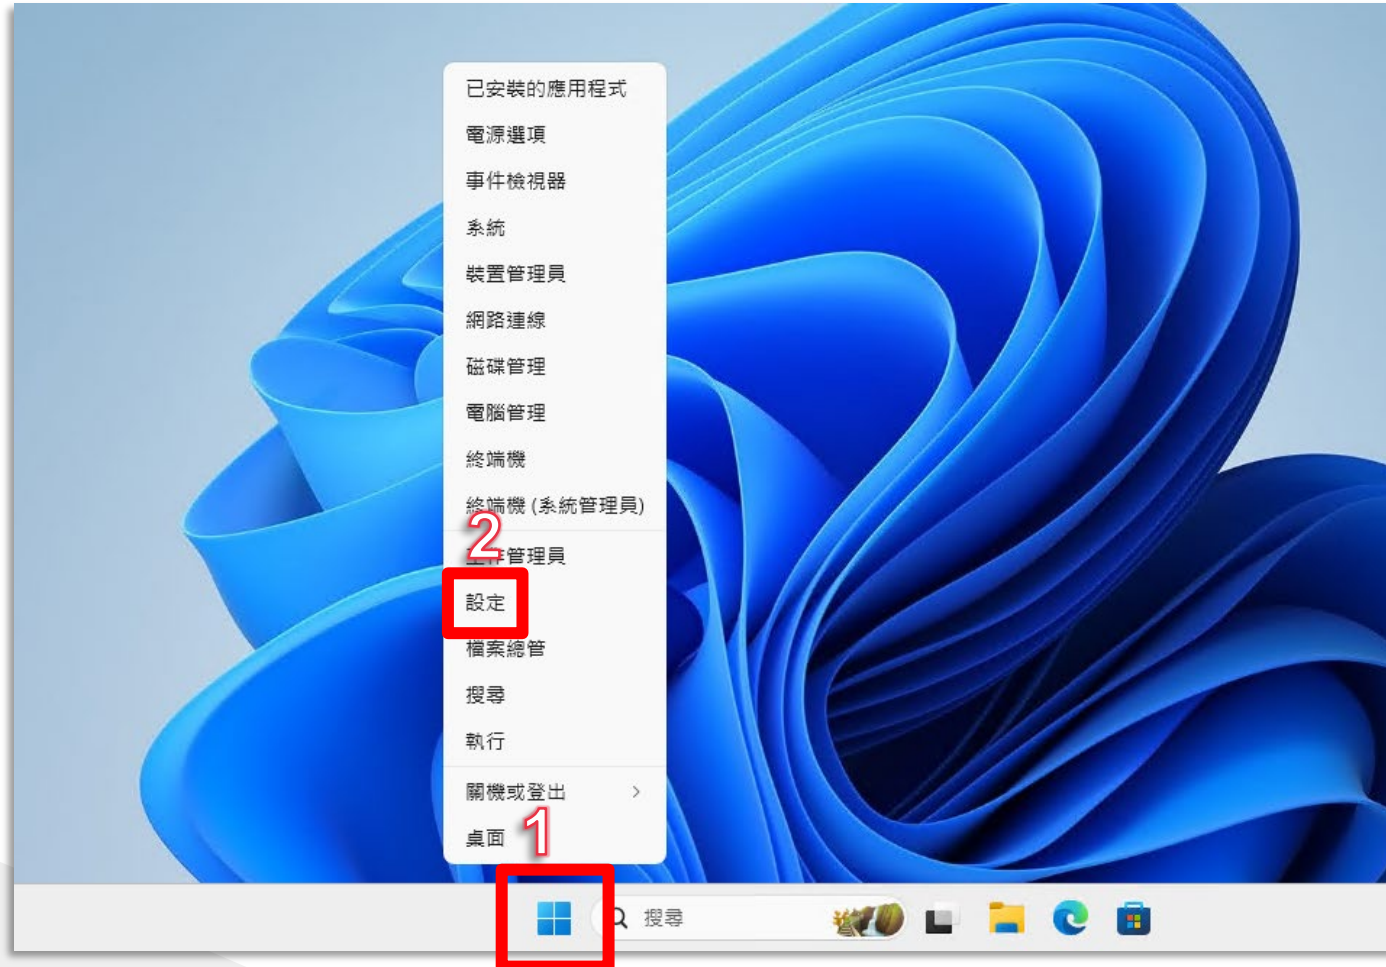 已安裝的應用程式
電源選項
事件檢視器
系統
裝置管理員
網路連線
磁碟管理
電腦管理
終端機
終端機 (系統管理員)
2
工作管理員
設定
檔案總管
搜尋
執行
關機或登出
1
桌面
搜尋